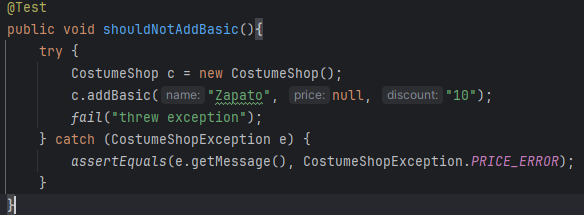 @Test
public void shouldNotAddBasic(){
try {
CostumeShop c = new CostumeShop();
c.addBasic( name: "Zapato", price: null, discount: "10");
fail("threw exception");
} catch (CostumeShopException e) {
assertEquals(e.getMessage(), CostumeShopException.PRICE_ERROR);
}
}